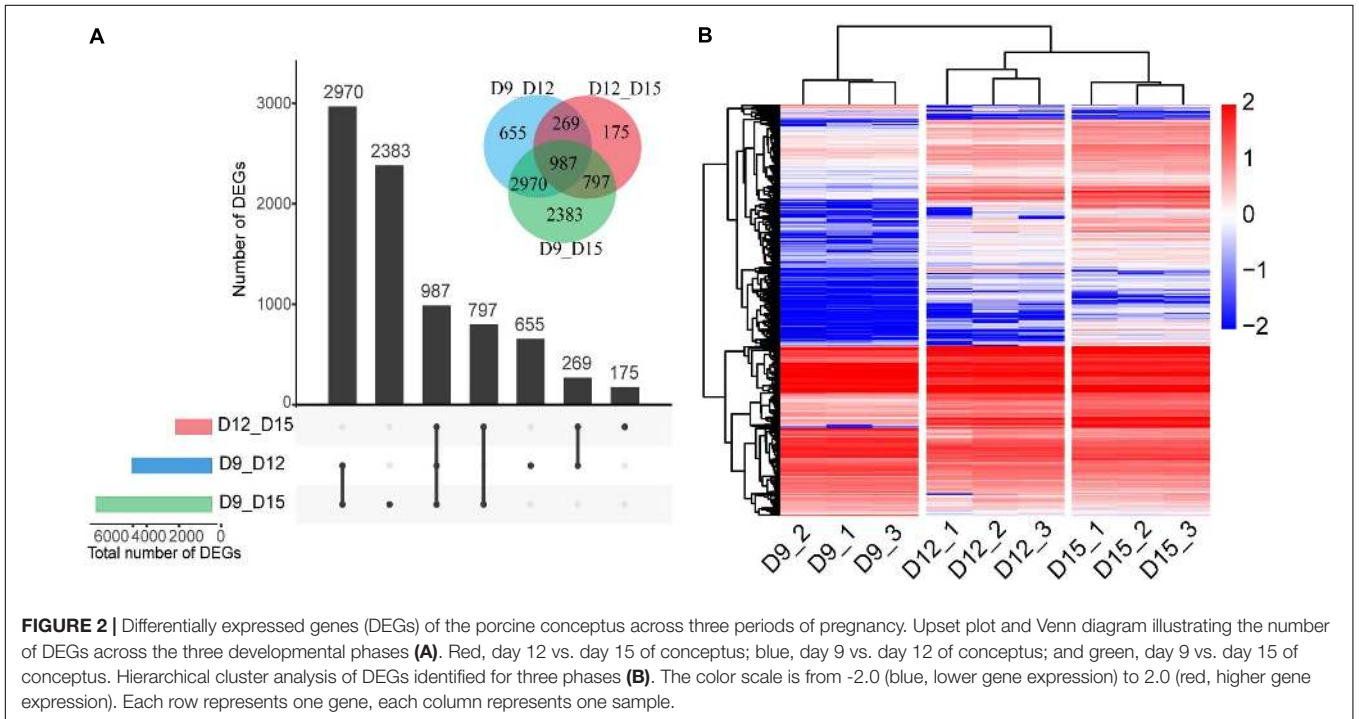 A
B
2970
3000
2383
2000
987
1000
797
655
269
175
0
Number of DEGs
D9_D12
D12_D15
655
269
175
987
2970
797
2383
D9_D15
D12_D15
D9_D12
D9_D15
6000 4000 2000 0
Total number of DEGs
2
1
0
−1
−2
D9_2
D9_1
D9_3
D12_1
D12_2
D12_3
D15_1
D15_2
D15_3
FIGURE 2 | Differentially expressed genes (DEGs) of the porcine conceptus across three periods of pregnancy. Upset plot and Venn diagram illustrating the number
of DEGs across the three developmental phases (A). Red, day 12 vs. day 15 of conceptus; blue, day 9 vs. day 12 of conceptus; and green, day 9 vs. day 15 of
conceptus. Hierarchical cluster analysis of DEGs identified for three phases (B). The color scale is from -2.0 (blue, lower gene expression) to 2.0 (red, higher gene
expression). Each row represents one gene, each column represents one sample.